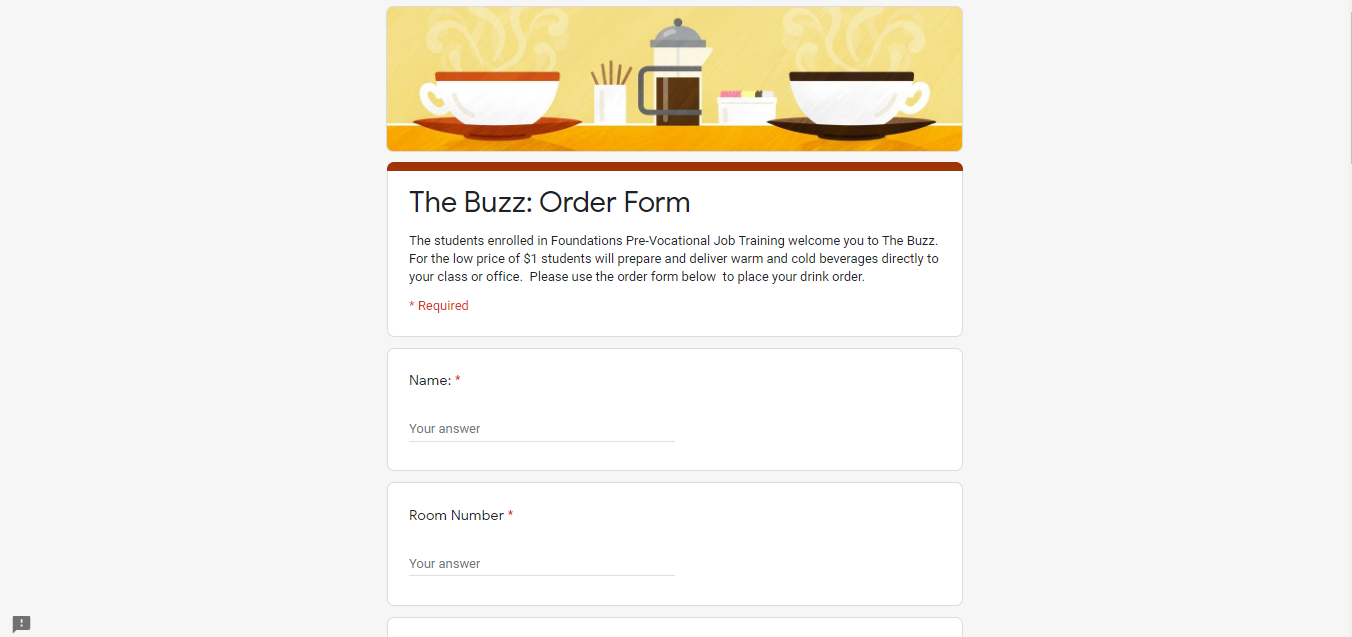 The Buzz: Order Form
The students enrolled in Foundations Pre-Vocational Job Training welcome you to The Buzz.
For the low price of $1 students will prepare and deliver warm and cold beverages directly to
your class or office.  Please use the order form below  to place your drink order.
* Required
Name: *
Your answer
Room Number *
Your answer